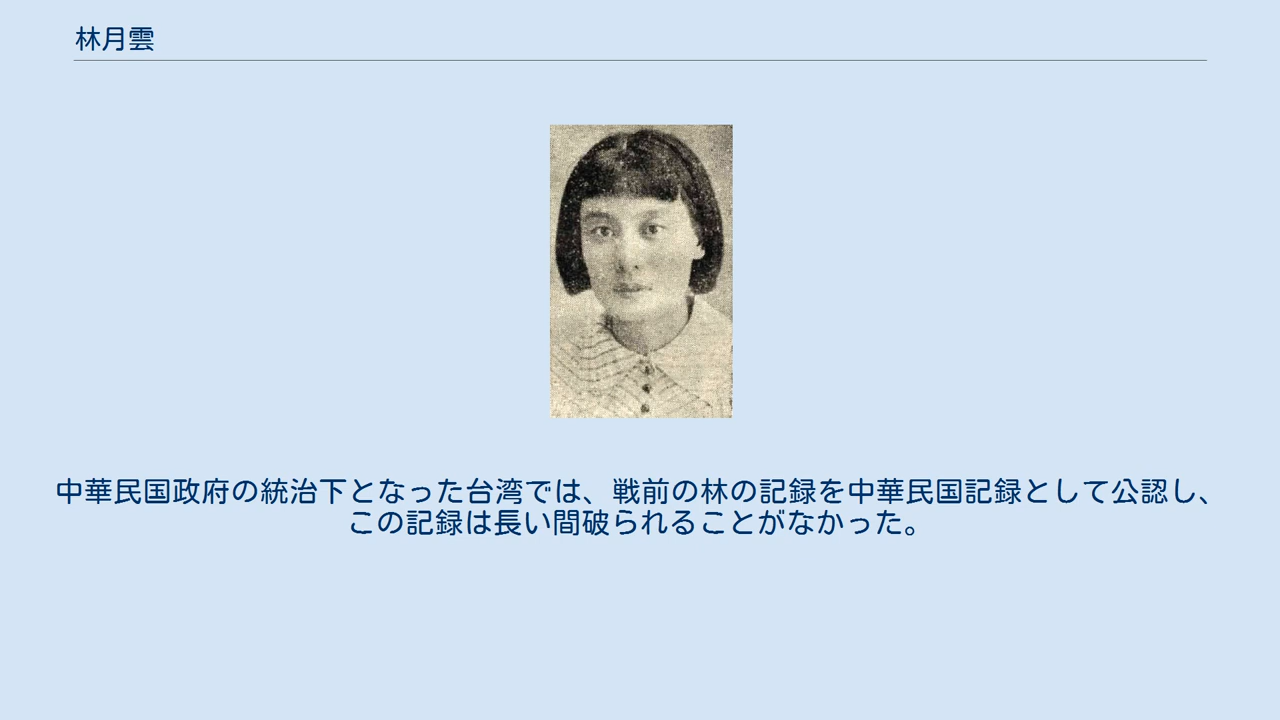 林月雲
中華民国政府の統治下となった台湾では、戦前の林の記録を中華民国記録として公認し、
この記録は長い間破られることがなかった。